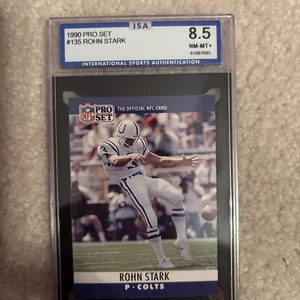 ISA
1990 PRO SET
#135 ROHN STARK
8.5
NM-MT+
INTERNATIONAL SPORTS AUTHENTICATION
NFL PRO SET
THE OFFICIAL NFL CARD
ROHN STARK
P · COLTS